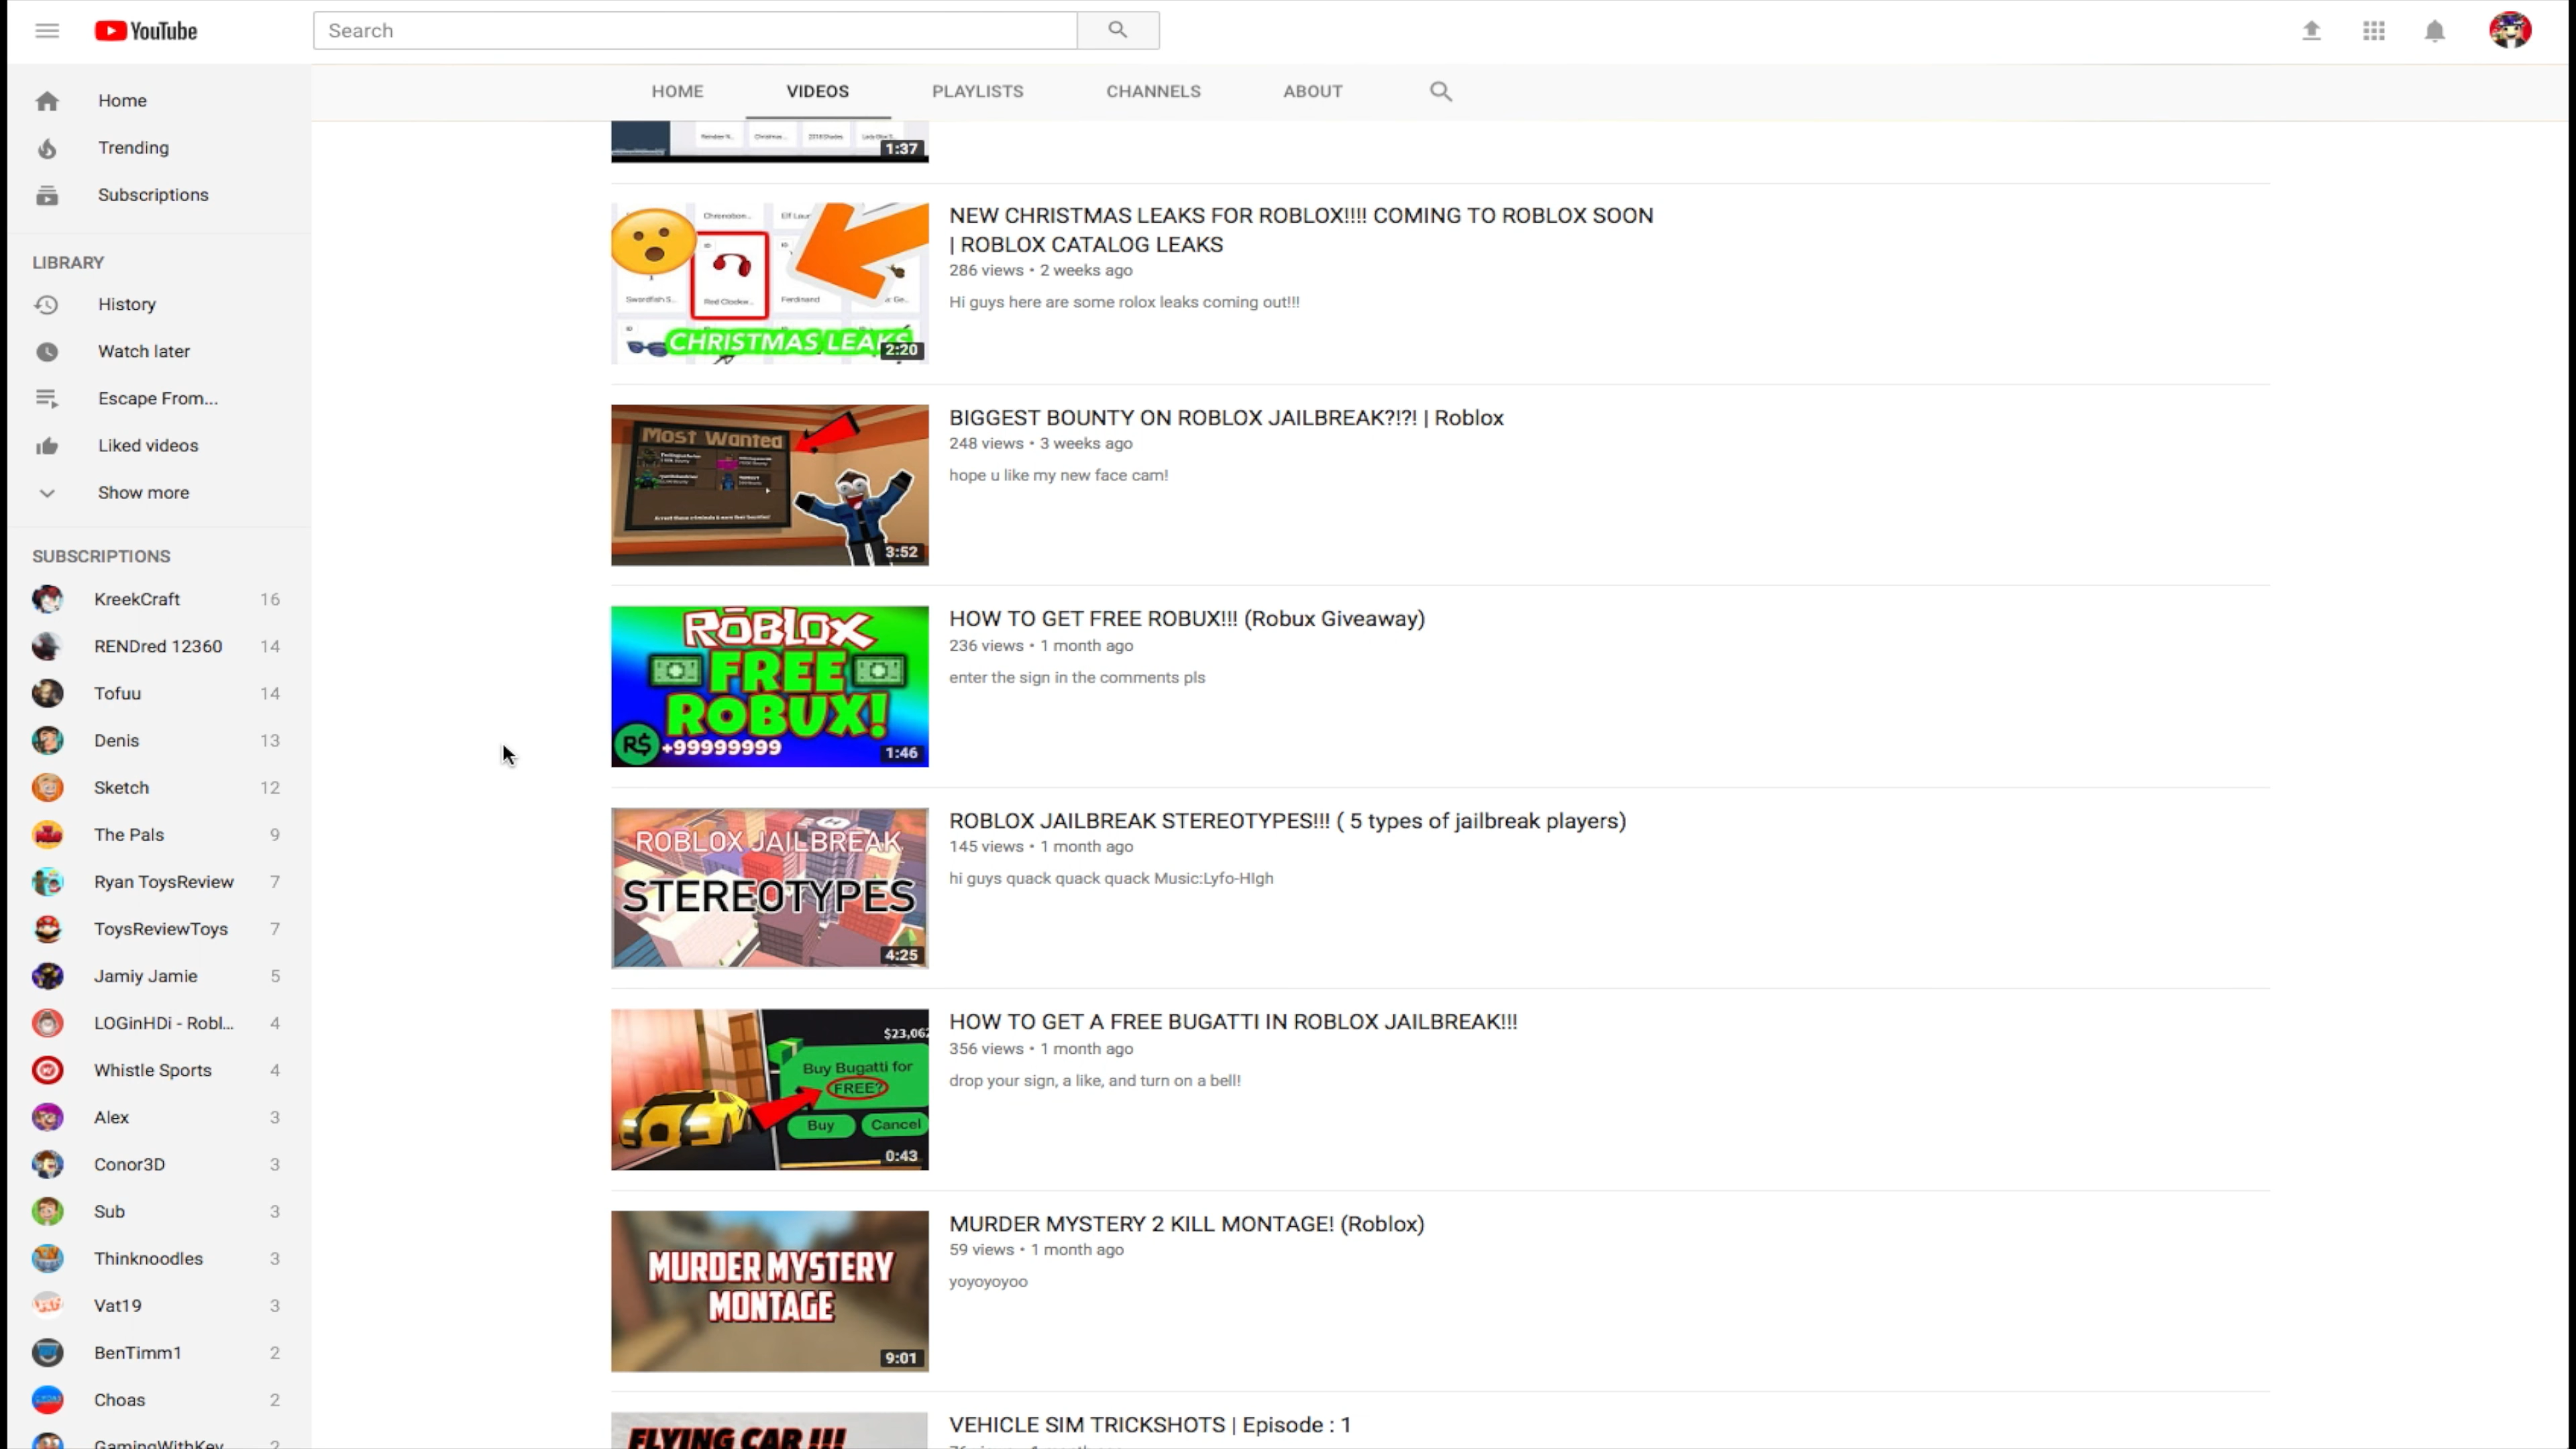 YouTube
Search
Home
Trending
Subscriptions
LIBRARY
History
Watch later
Escape From...
Liked videos
Show more
SUBSCRIPTIONS
KreekCraft 16
RENDred 12360 14
Tofuu 14
Denis 13
Sketch 12
The Pals 9
Ryan ToysReview 7
ToysReviewToys 7
Jamiy Jamie 5
LOGinHDi - Robl... 4
Whistle Sports 4
Alex 3
Conor3D 3
Sub 3
Thinknoodles 3
Vat19 3
BenTimm1 2
Choas 2
GamingWithKev 2
HOME VIDEOS PLAYLISTS CHANNELS ABOUT
1:37
Swordfish S... Red Clockw... Ferdinand
CHRISTMAS LEAKS
2:20
NEW CHRISTMAS LEAKS FOR ROBLOX!!!! COMING TO ROBLOX SOON
| ROBLOX CATALOG LEAKS
286 views • 2 weeks ago
Hi guys here are some rolox leaks coming out!!!
Most Wanted
3:52
BIGGEST BOUNTY ON ROBLOX JAILBREAK?!?! | Roblox
248 views • 3 weeks ago
hope u like my new face cam!
ROBLOX
FREE
ROBUX!
R$ +99999999
1:46
HOW TO GET FREE ROBUX!!! (Robux Giveaway)
236 views • 1 month ago
enter the sign in the comments pls
ROBLOX JAILBREAK
STEREOTYPES
4:25
ROBLOX JAILBREAK STEREOTYPES!!! ( 5 types of jailbreak players)
145 views • 1 month ago
hi guys quack quack quack Music:Lyfo-HIgh
$23,062
Buy Bugatti for
FREE?
Buy Cancel
0:43
HOW TO GET A FREE BUGATTI IN ROBLOX JAILBREAK!!!
356 views • 1 month ago
drop your sign, a like, and turn on a bell!
MURDER MYSTERY
MONTAGE
9:01
MURDER MYSTERY 2 KILL MONTAGE! (Roblox)
59 views • 1 month ago
yoyoyoyoo
FLYING CAR !!!
VEHICLE SIM TRICKSHOTS | Episode : 1